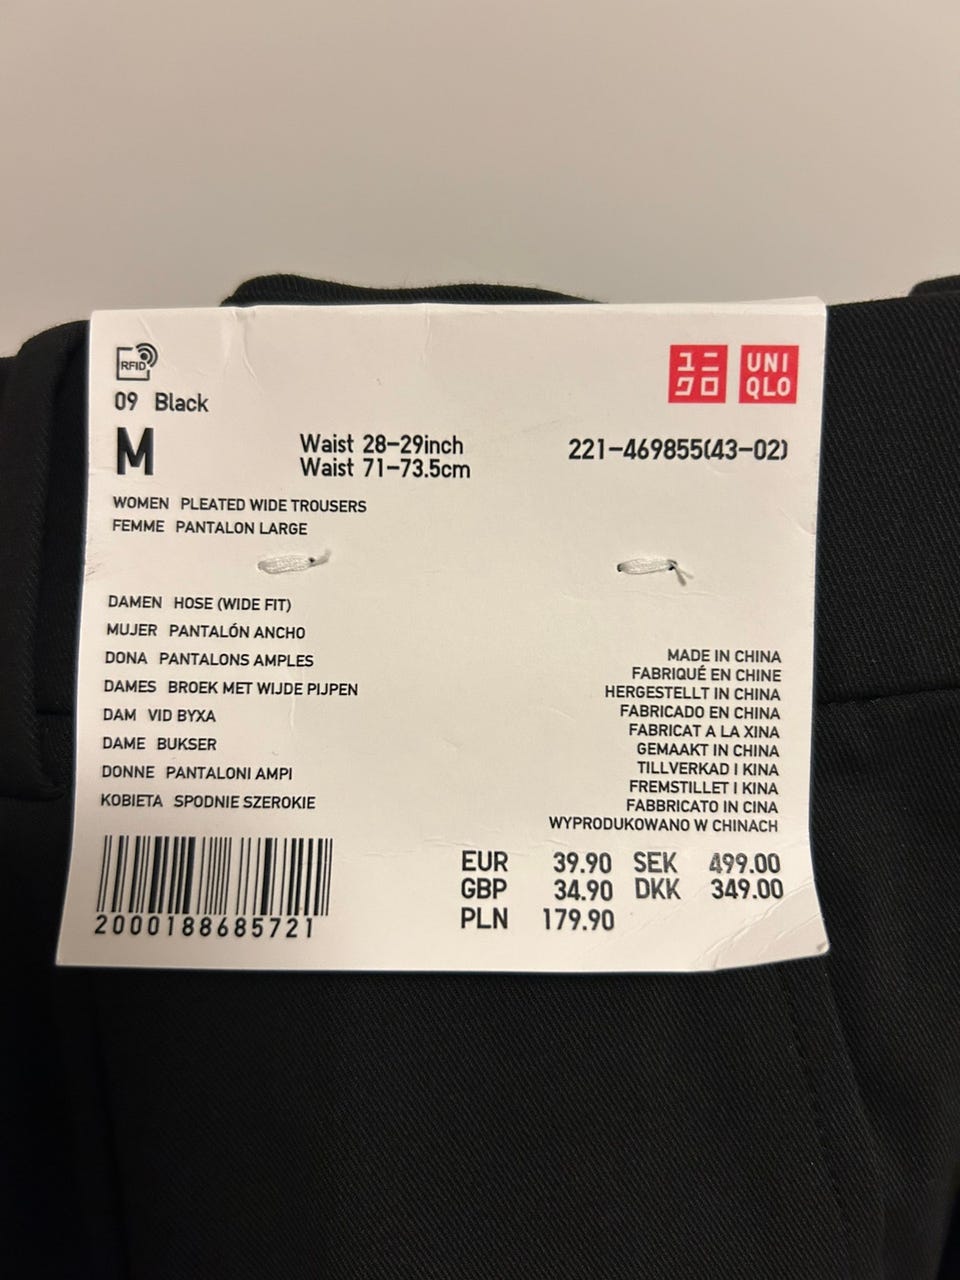 RFID
ユニ
クロ
UNI
QLO
09 Black
M
Waist 28-29inch
Waist 71-73.5cm
221-469855(43-02)
WOMEN PLEATED WIDE TROUSERS
FEMME PANTALON LARGE
DAMEN HOSE (WIDE FIT)
MUJER PANTALÓN ANCHO
DONA PANTALONS AMPLES
DAMES BROEK MET WIJDE PIJPEN
DAM VID BYXA
DAME BUKSER
DONNE PANTALONI AMPI
KOBIETA SPODNIE SZEROKIE
MADE IN CHINA
FABRIQUÉ EN CHINE
HERGESTELLT IN CHINA
FABRICADO EN CHINA
FABRICAT A LA XINA
GEMAAKT IN CHINA
TILLVERKAD I KINA
FREMSTILLET I KINA
FABBRICATO IN CINA
WYPRODUKOWANO W CHINACH
EUR 39.90 SEK 499.00
GBP 34.90 DKK 349.00
PLN 179.90
2000188685721